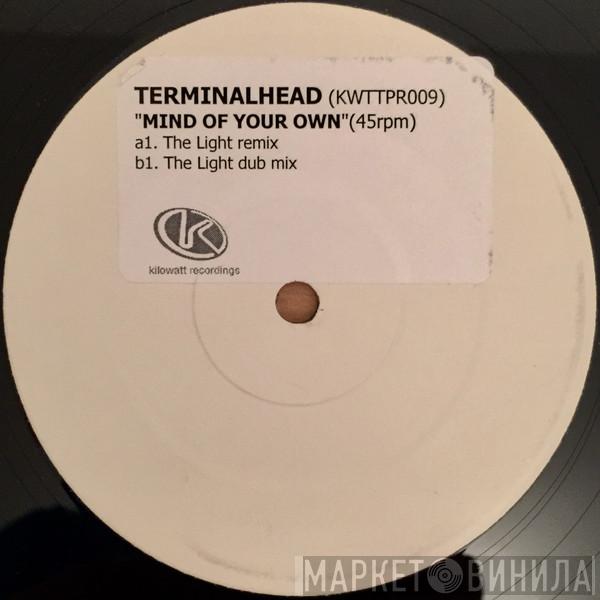 TERMINALHEAD (KWTTPR009)
"MIND OF YOUR OWN"(45rpm)
a1. The Light remix
b1. The Light dub mix
K
kilowatt recordings
МАРКЕТ ВИНИЛА